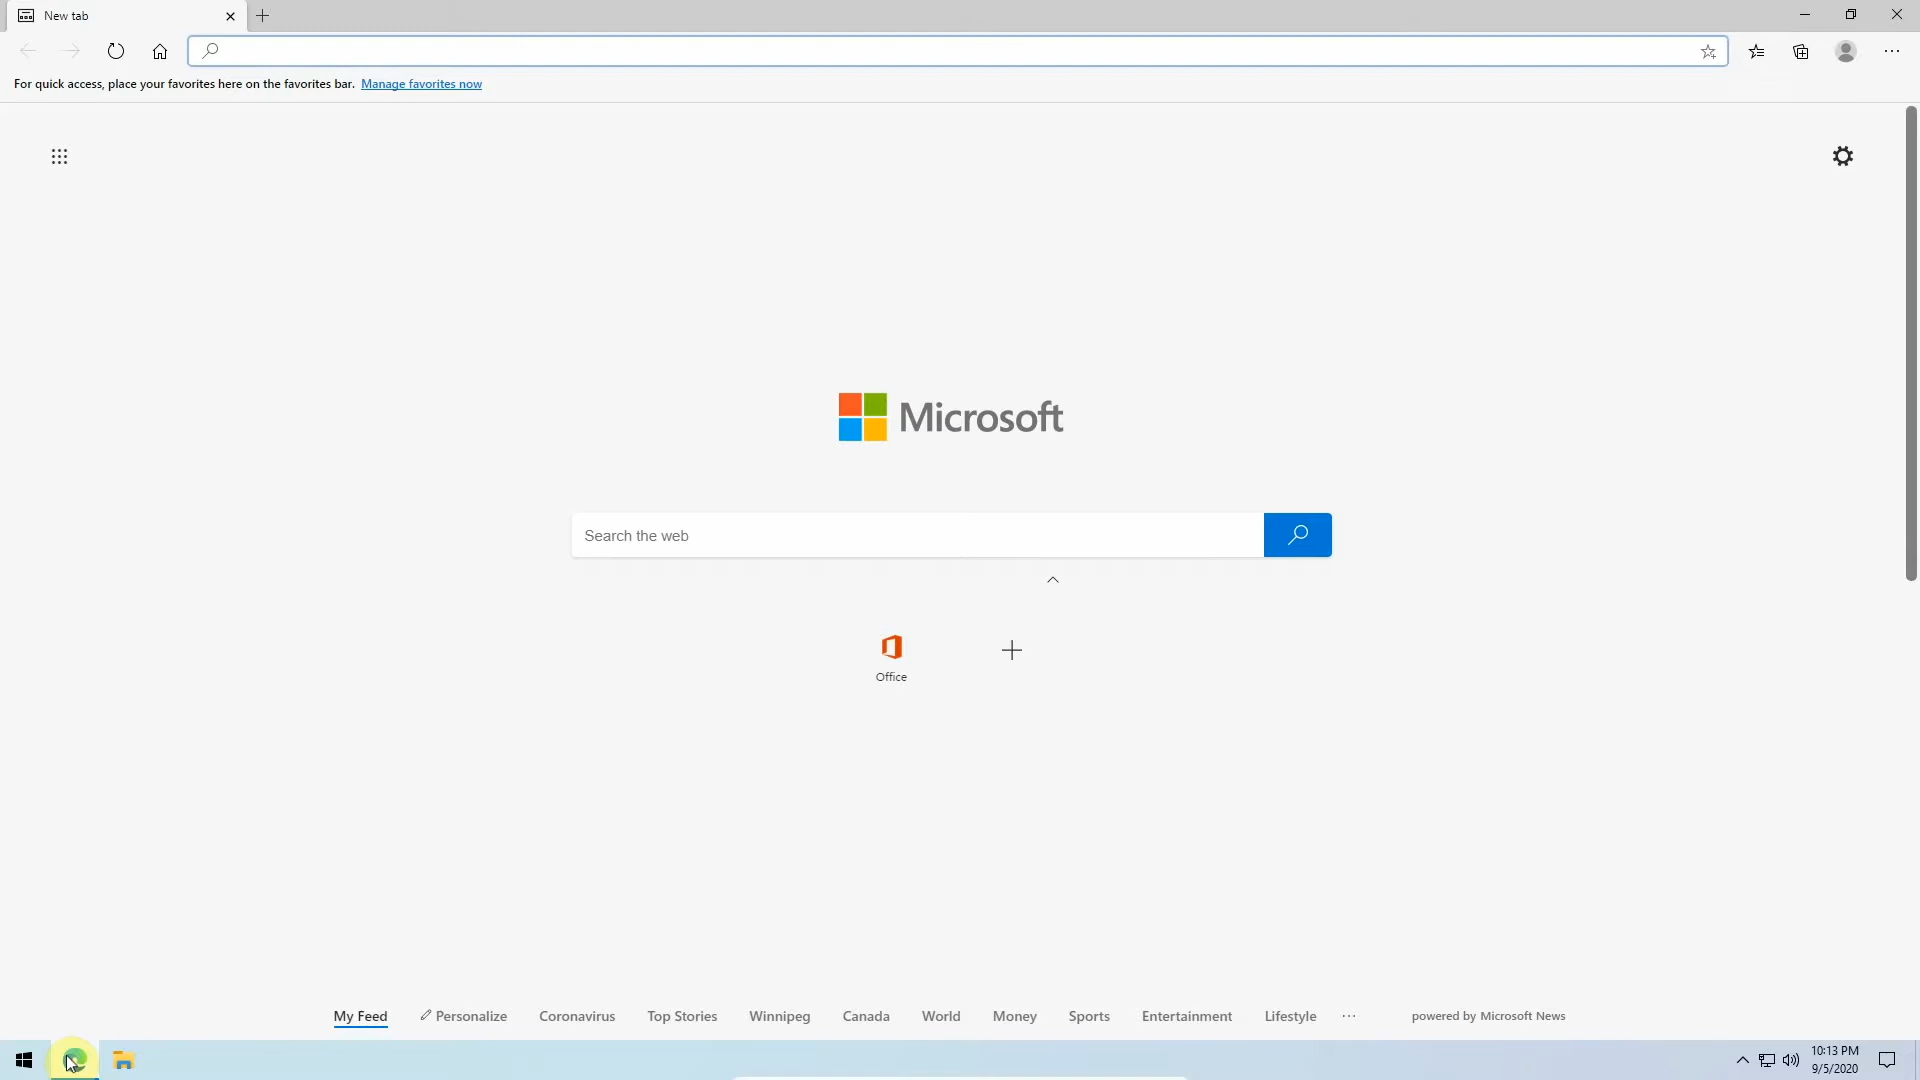 New tab
For quick access, place your favorites here on the favorites bar. Manage favorites now
Microsoft
Search the web
Office
My Feed Personalize Coronavirus Top Stories Winnipeg Canada World Money Sports Entertainment Lifestyle ... powered by Microsoft News
10:13 PM
9/5/2020